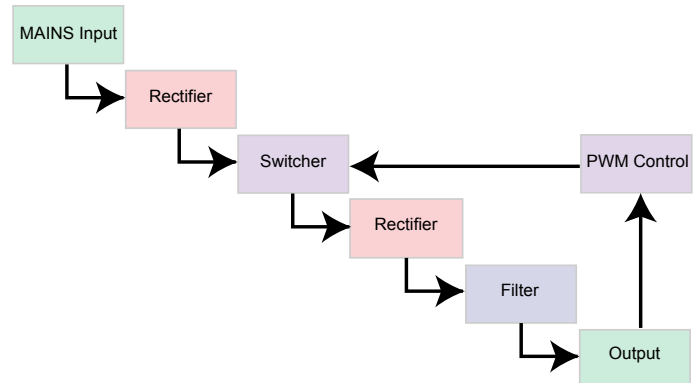 MAINS Input
Rectifier
Switcher
PWM Control
Rectifier
Filter
Output